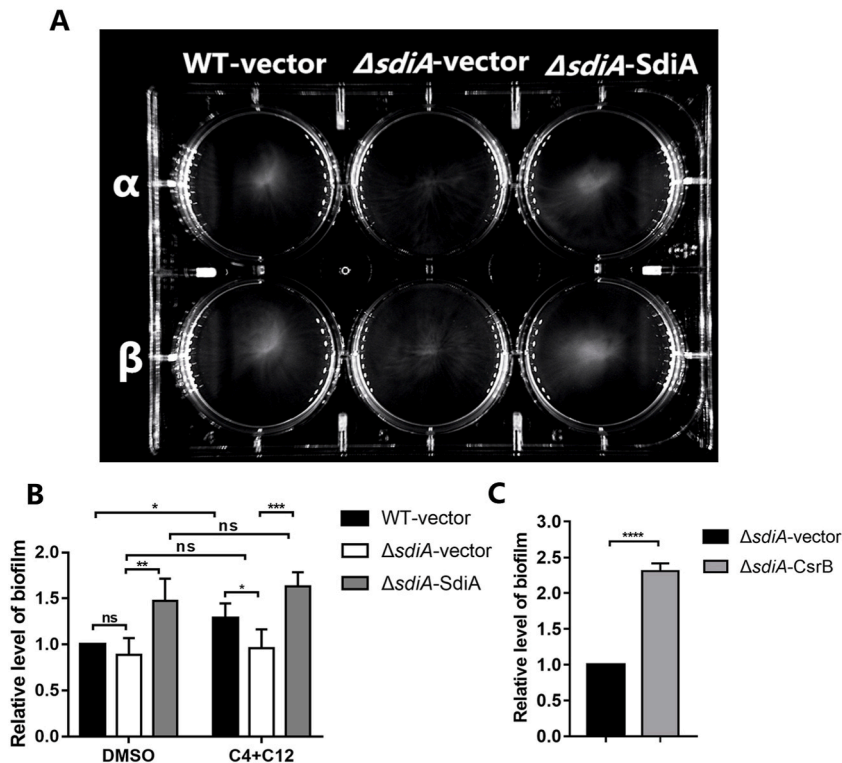 A
WT-vector ΔsdiA-vector ΔsdiA-SdiA
α
β
B
* ***
ns
ns
** *
ns
WT-vector
ΔsdiA-vector
ΔsdiA-SdiA
Relative level of biofilm
2.0
1.5
1.0
0.5
0.0
DMSO C4+C12
C
****
ΔsdiA-vector
ΔsdiA-CsrB
Relative level of biofilm
3.0
2.5
2.0
1.5
1.0
0.5
0.0